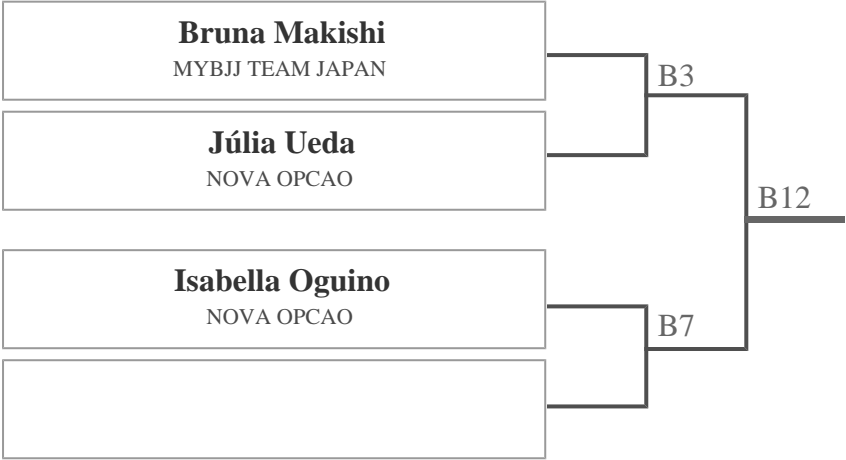 Bruna Makishi
MYBJJ TEAM JAPAN
B3
Júlia Ueda
NOVA OPCAO
B12
Isabella Oguino
NOVA OPCAO
B7